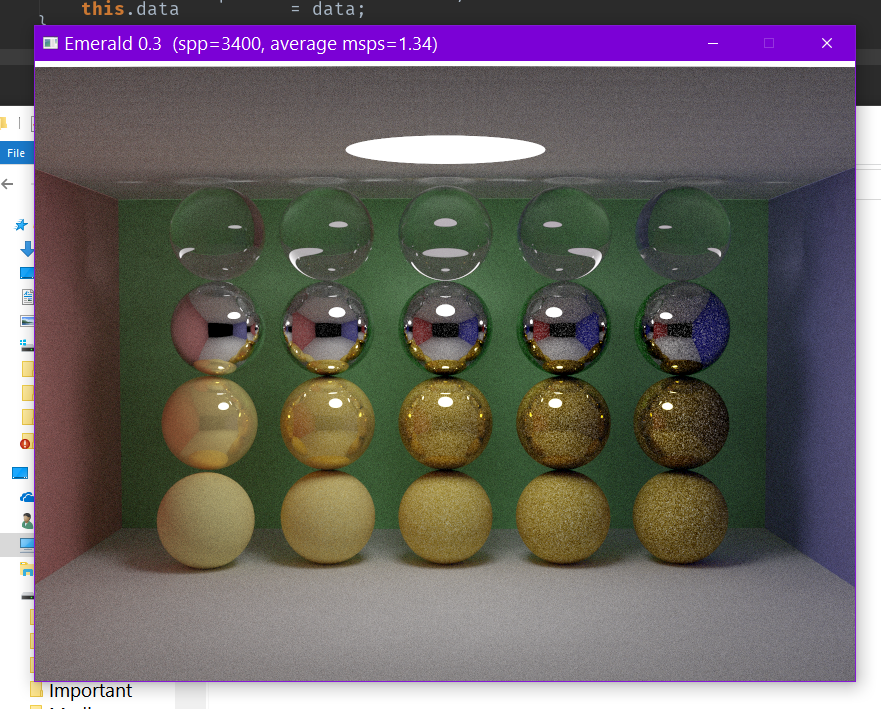 this.data = data;
}
Emerald 0.3 (spp=3400, average msps=1.34)
File
Important